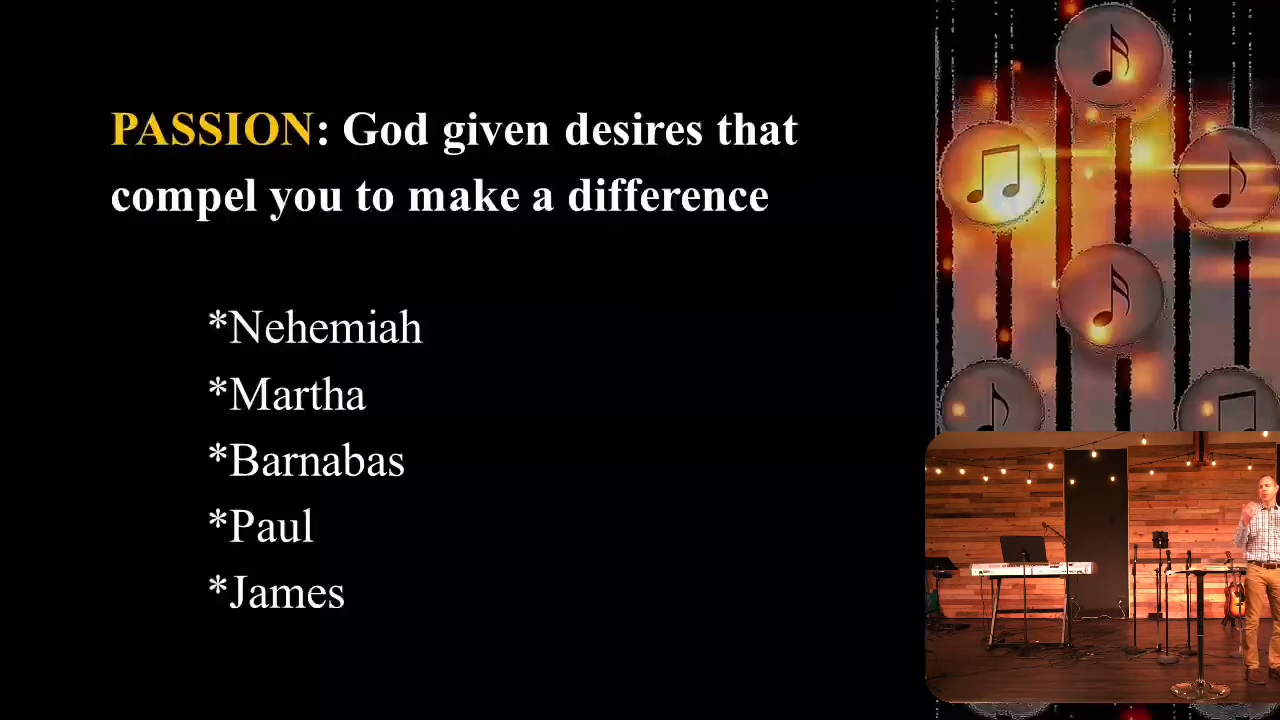 PASSION: God given desires that
compel you to make a difference
*Nehemiah
*Martha
*Barnabas
*Paul
*James